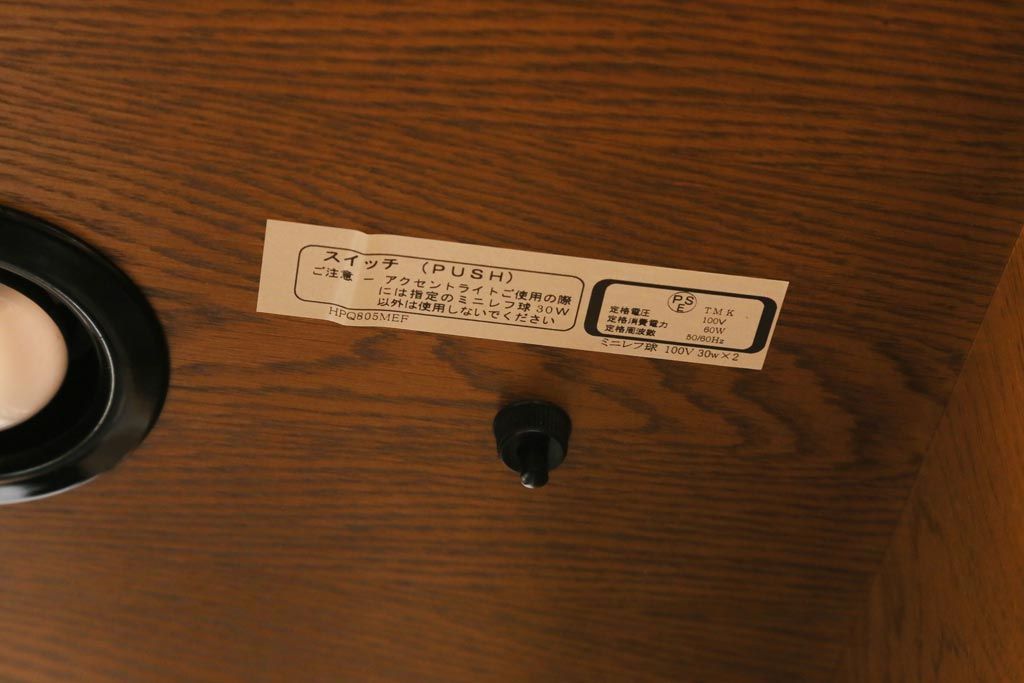 スイッチ (PUSH)
ご注意 ー アクセントライトご使用の際
には指定のミニレフ球 30W
以外は使用しないでください
HPQ805MEF
PSE TMK
定格電圧 100V
定格消費電力 60W
定格周波数 50/60Hz
ミニレフ球 100V 30w×2